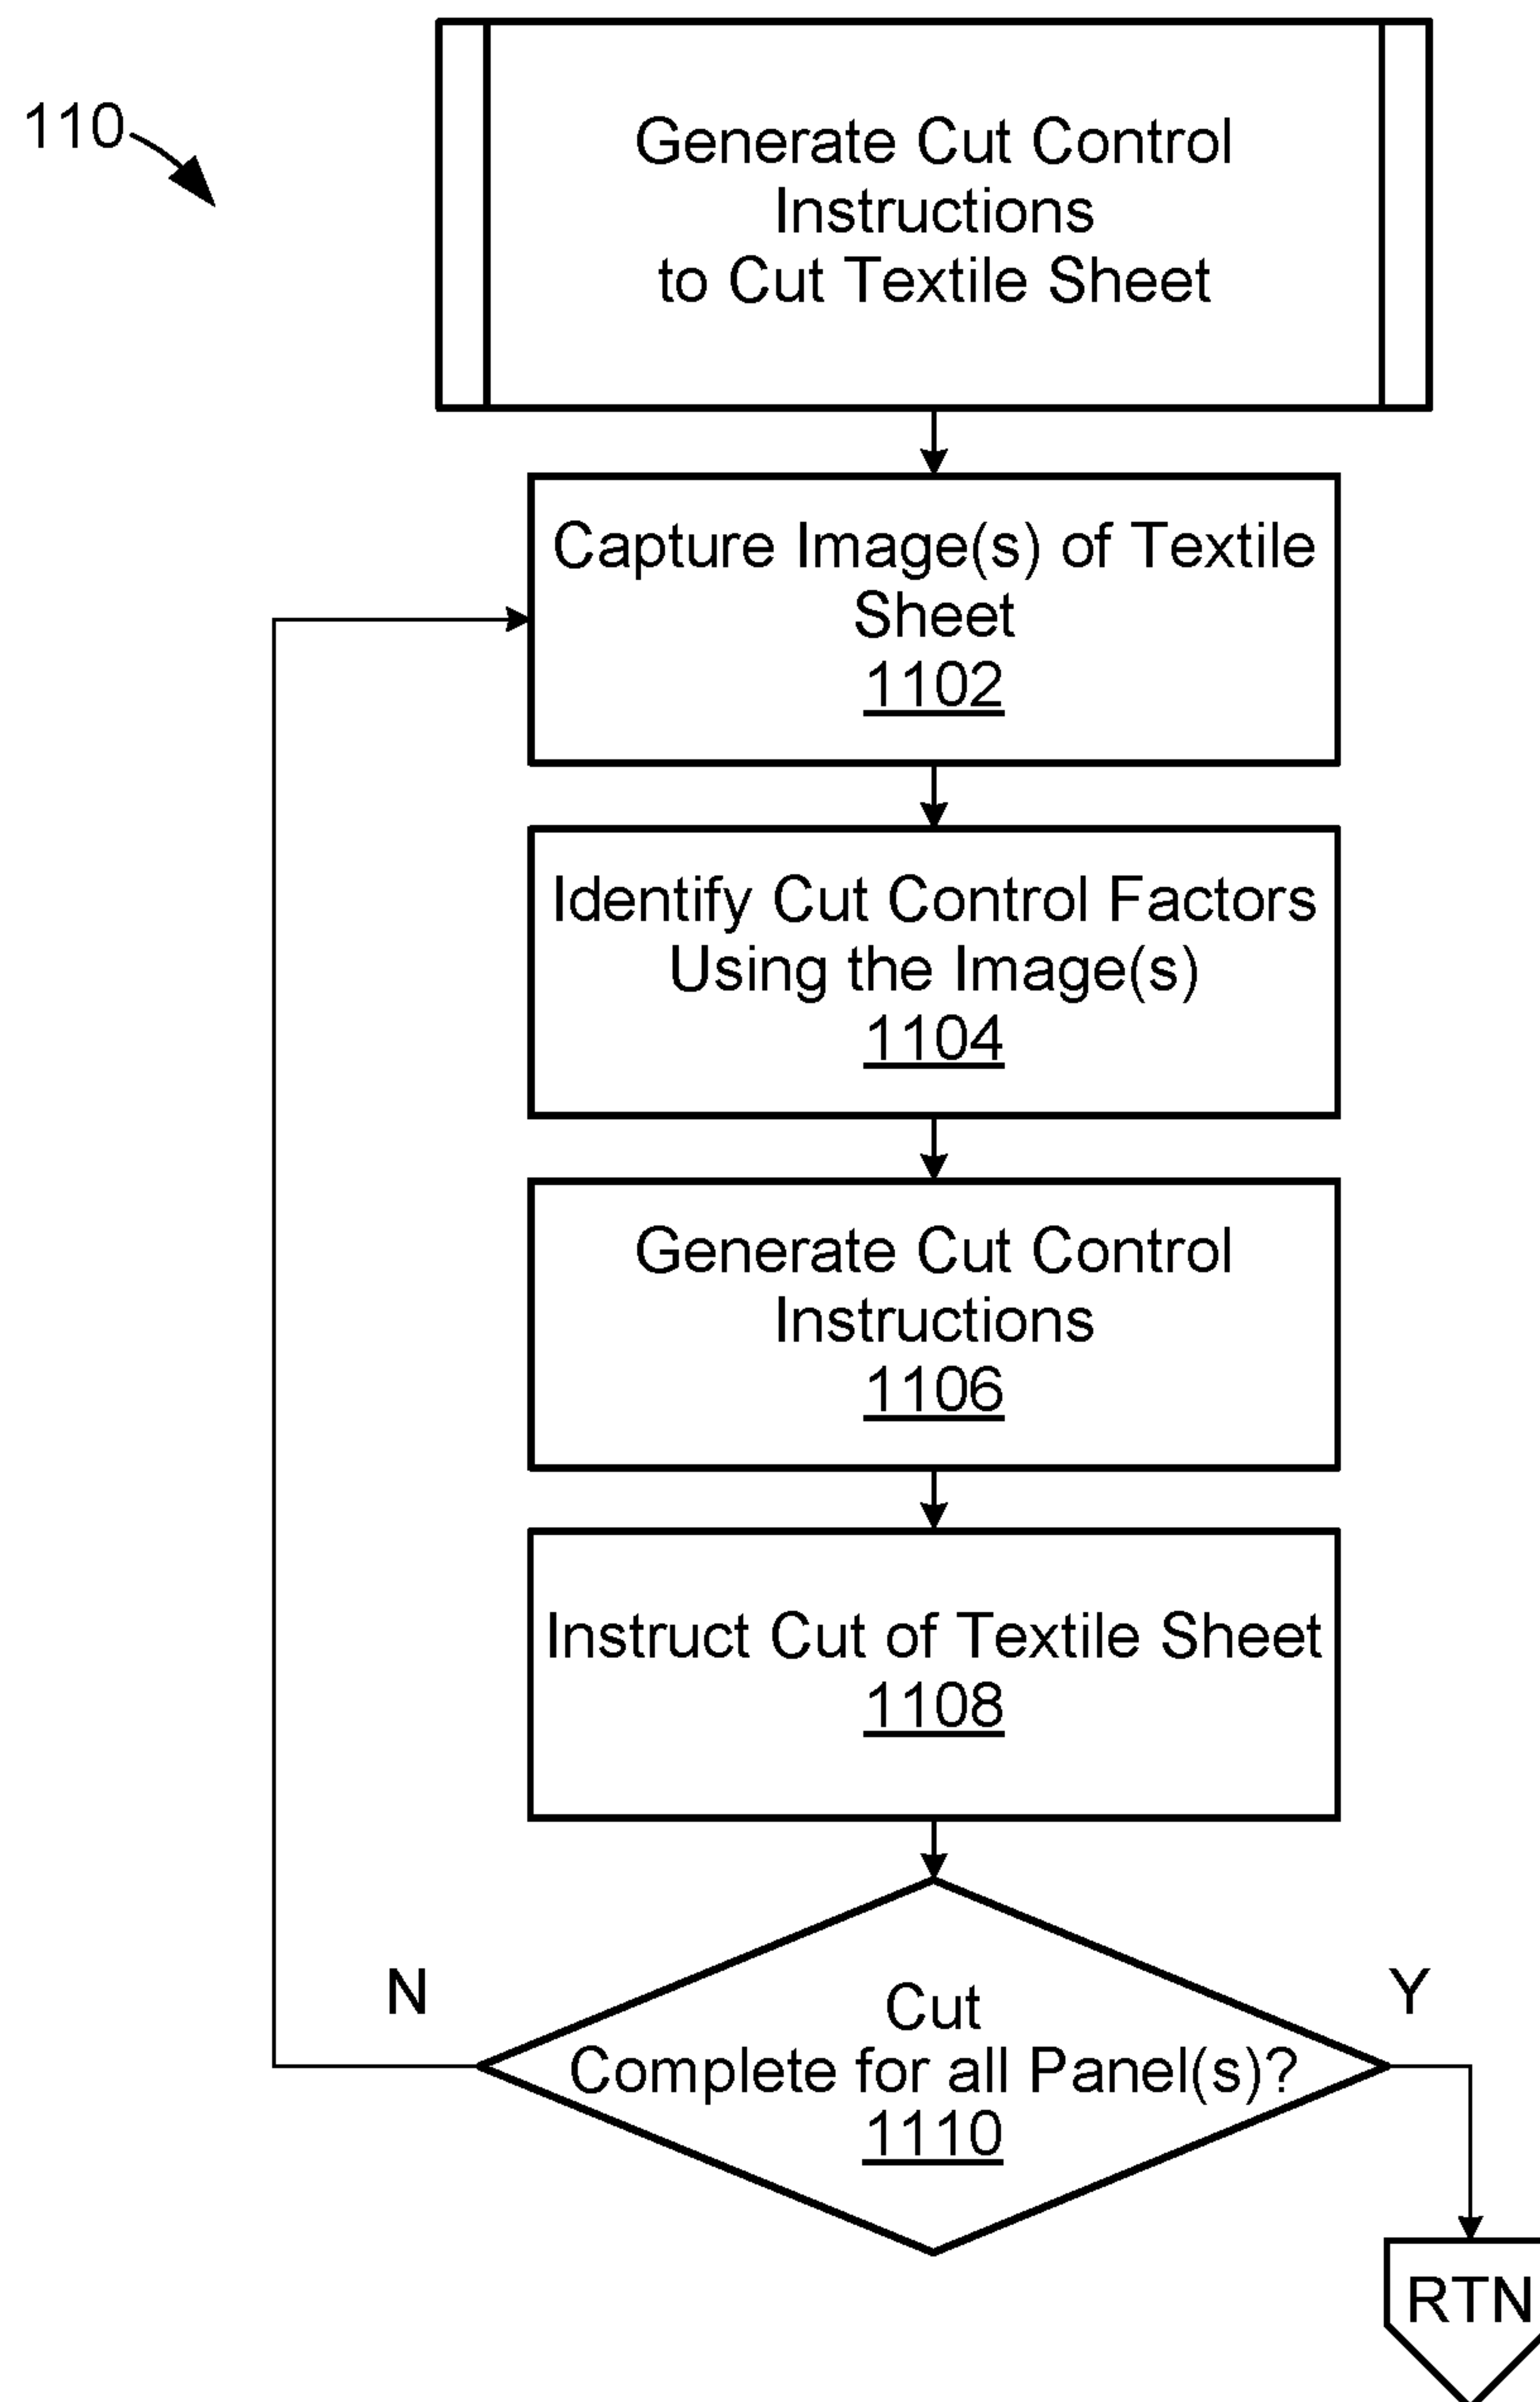 110
Generate Cut Control
Instructions
to Cut Textile Sheet
Capture Image(s) of Textile
Sheet
1102
Identify Cut Control Factors
Using the Image(s)
1104
Generate Cut Control
Instructions
1106
Instruct Cut of Textile Sheet
1108
N
Y
Cut
Complete for all Panel(s)?
1110
RTN